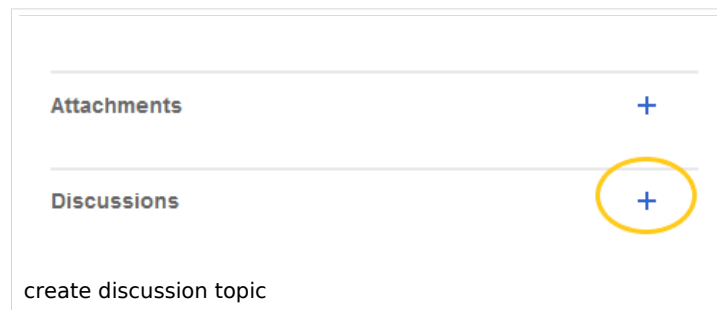 Attachments +
Discussions +
create discussion topic